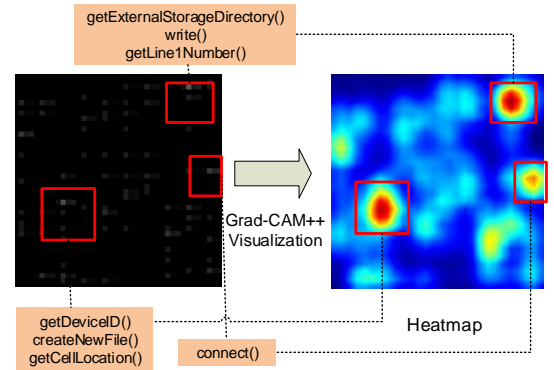 getExternalStorageDirectory()
write()
getLine1Number()
Grad-CAM++
Visualization
getDeviceID()
createNewFile()
getCellLocation()
connect()
Heatmap